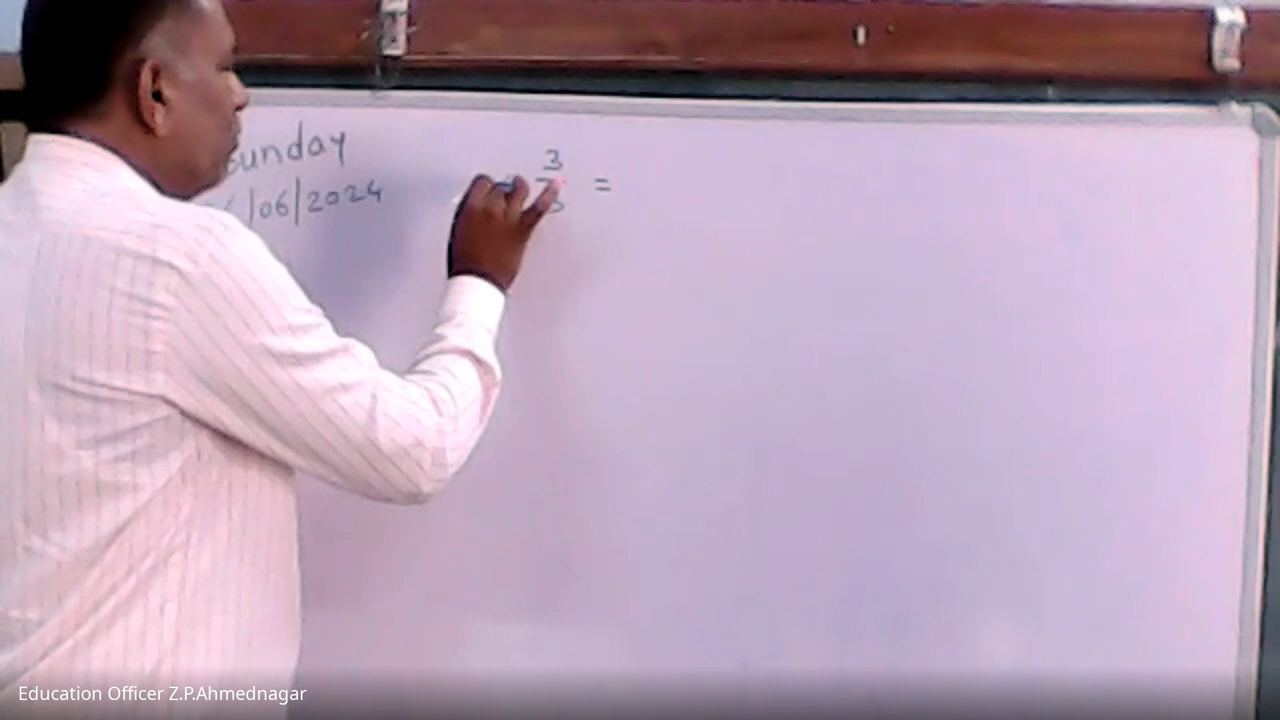 Sunday
/06/2024
3
=
Education Officer Z.P.Ahmednagar